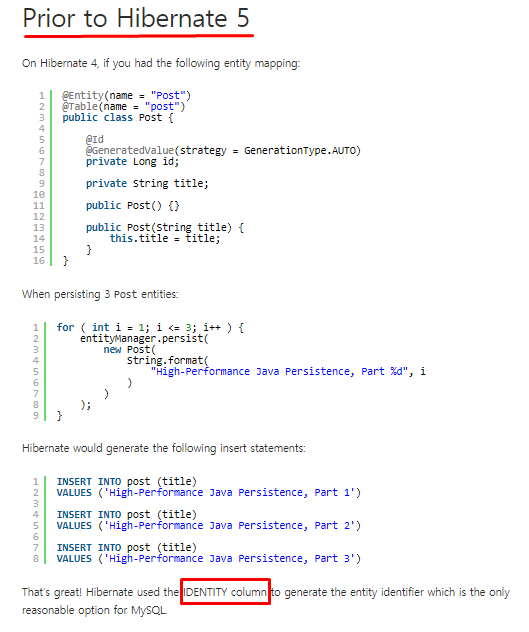 Prior to Hibernate 5
On Hibernate 4, if you had the following entity mapping:
1 @Entity(name = "Post")
2 @Table(name = "post")
3 public class Post {
4
5 @Id
6 @GeneratedValue(strategy = GenerationType.AUTO)
7 private Long id;
8
9 private String title;
10
11 public Post() {}
12
13 public Post(String title) {
14 this.title = title;
15 }
16 }
When persisting 3 Post entities:
1 for ( int i = 1; i <= 3; i++ ) {
2 entityManager.persist(
3 new Post(
4 String.format(
5 "High-Performance Java Persistence, Part %d", i
6 )
7 )
8 );
9 }
Hibernate would generate the following insert statements:
1 INSERT INTO post (title)
2 VALUES ('High-Performance Java Persistence, Part 1')
3
4 INSERT INTO post (title)
5 VALUES ('High-Performance Java Persistence, Part 2')
6
7 INSERT INTO post (title)
8 VALUES ('High-Performance Java Persistence, Part 3')
That's great! Hibernate used the IDENTITY column to generate the entity identifier which is the only
reasonable option for MySQL.